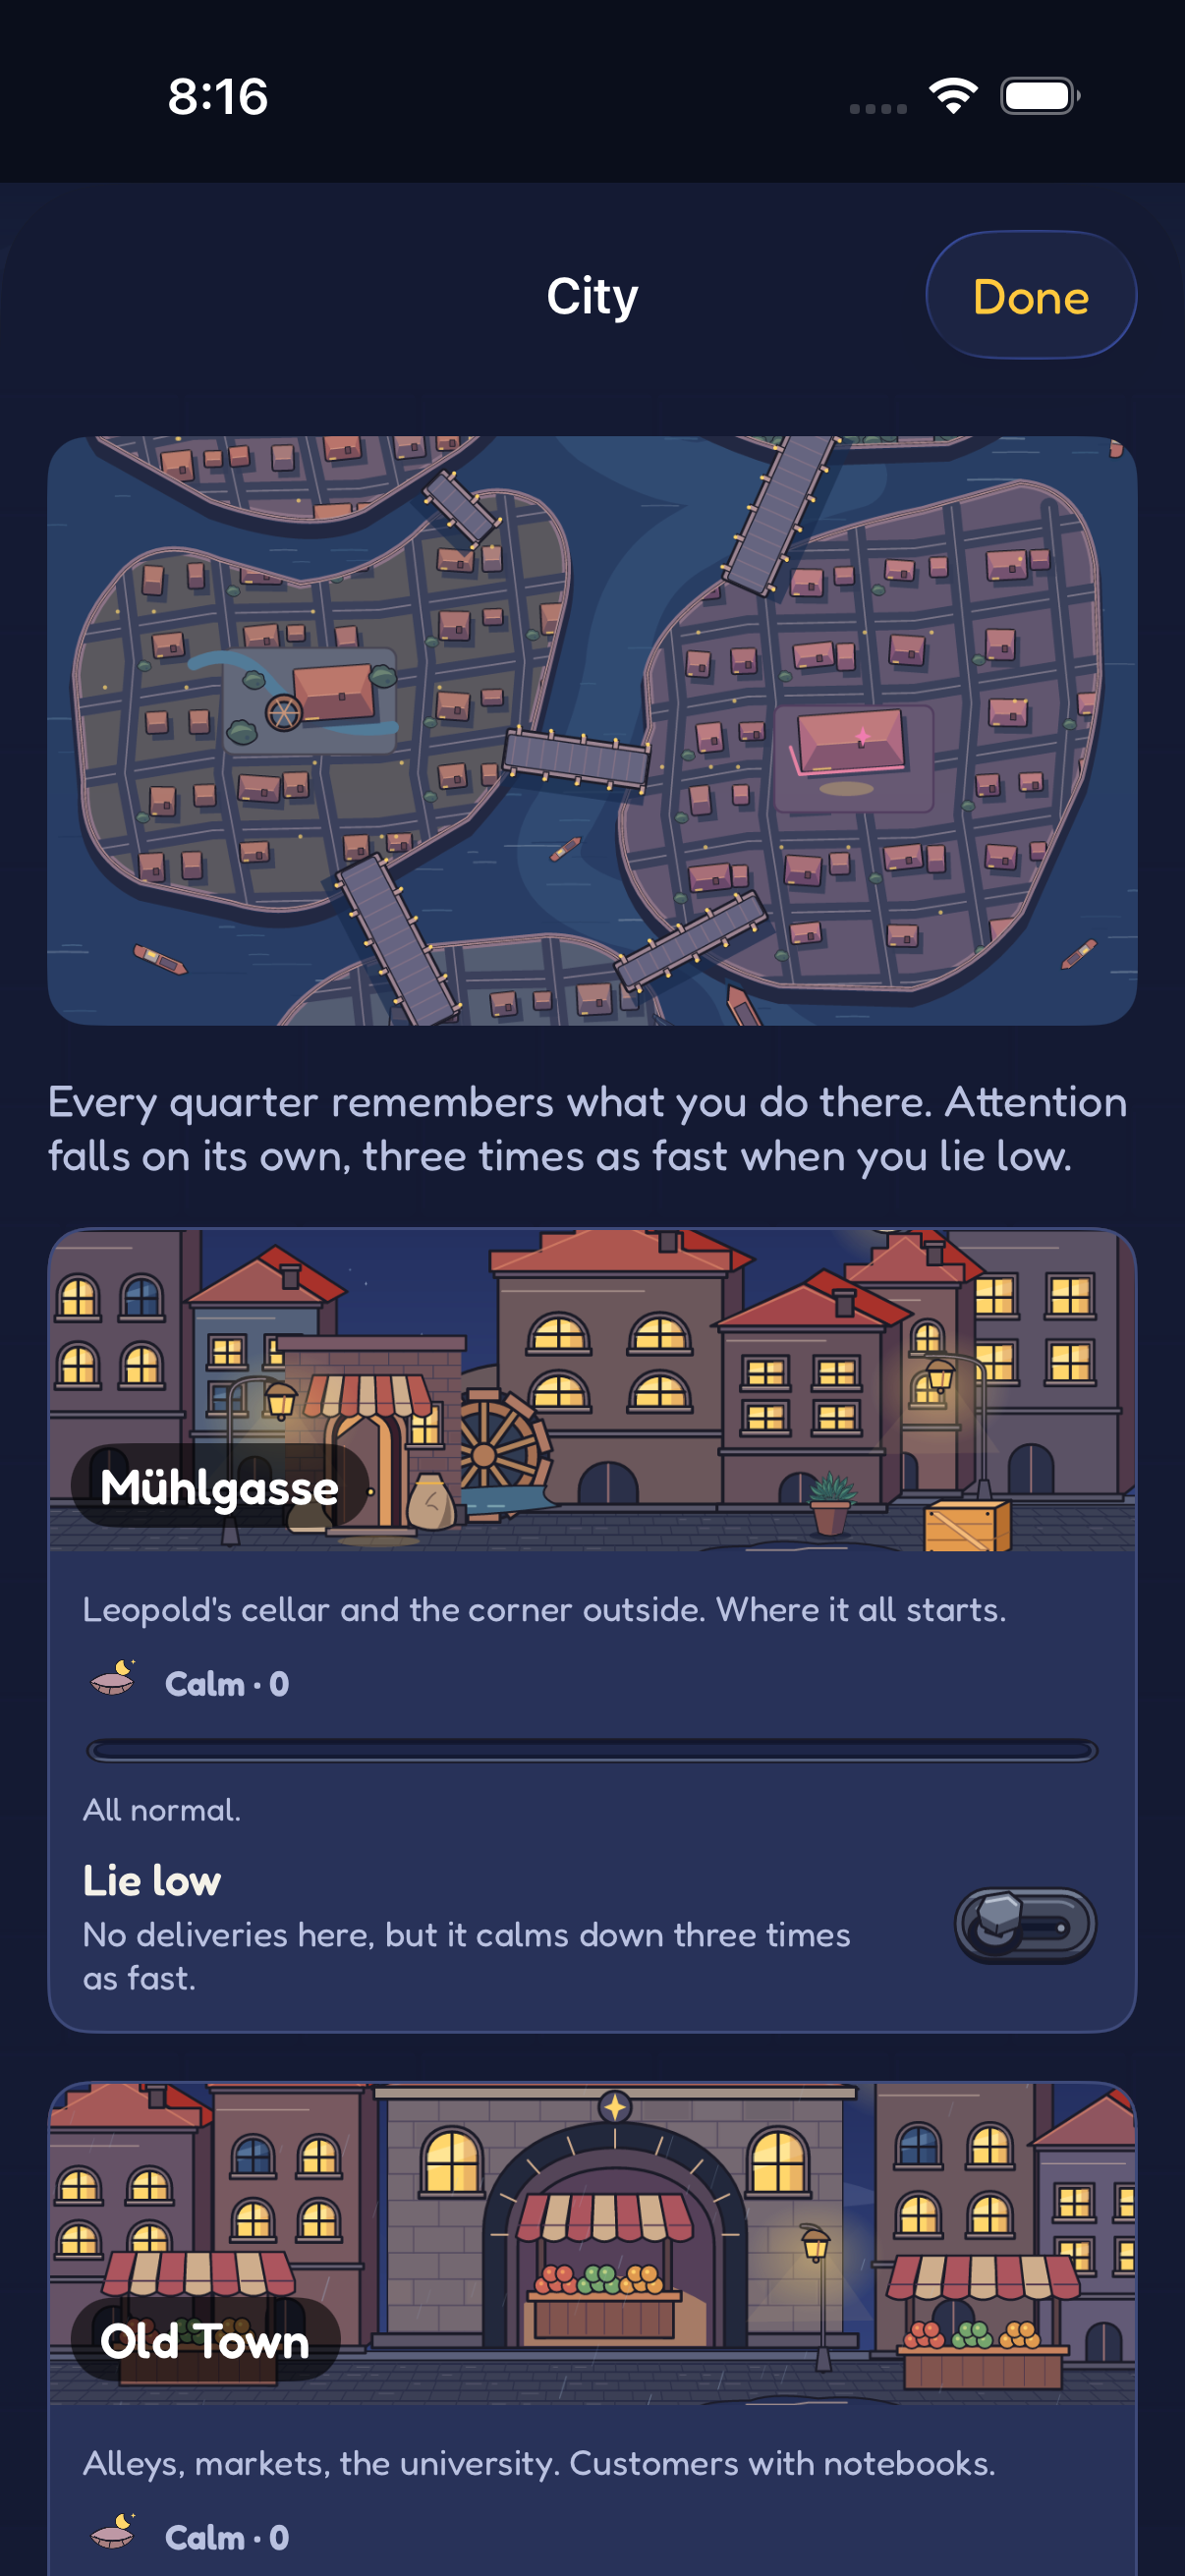 8:16
City
Done
Every quarter remembers what you do there. Attention
falls on its own, three times as fast when you lie low.
Mühlgasse
Leopold's cellar and the corner outside. Where it all starts.
Calm · 0
All normal.
Lie low
No deliveries here, but it calms down three times
as fast.
Old Town
Alleys, markets, the university. Customers with notebooks.
Calm · 0